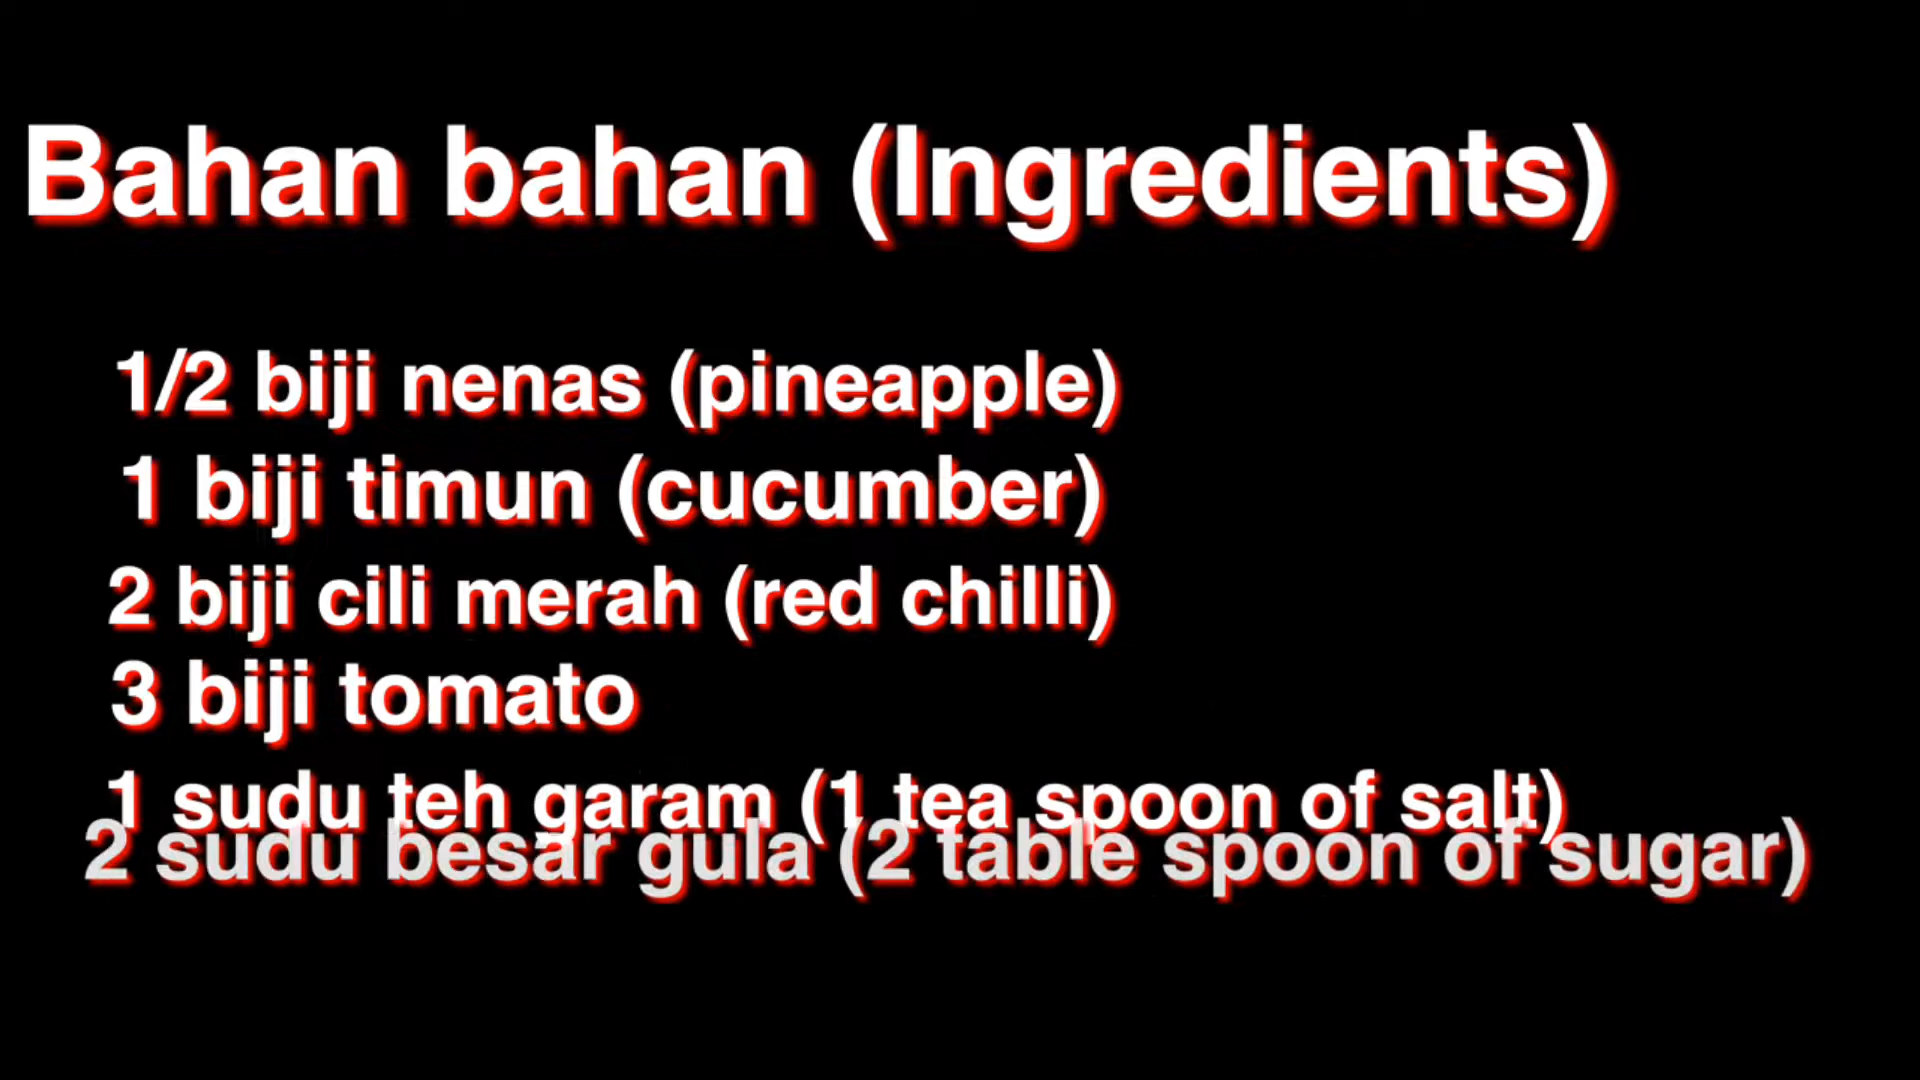 Bahan bahan (Ingredients)
1/2 biji nenas (pineapple)
1 biji timun (cucumber)
2 biji cili merah (red chilli)
3 biji tomato
1 sudu teh garam (1 tea spoon of salt)
2 sudu besar gula (2 table spoon of sugar)